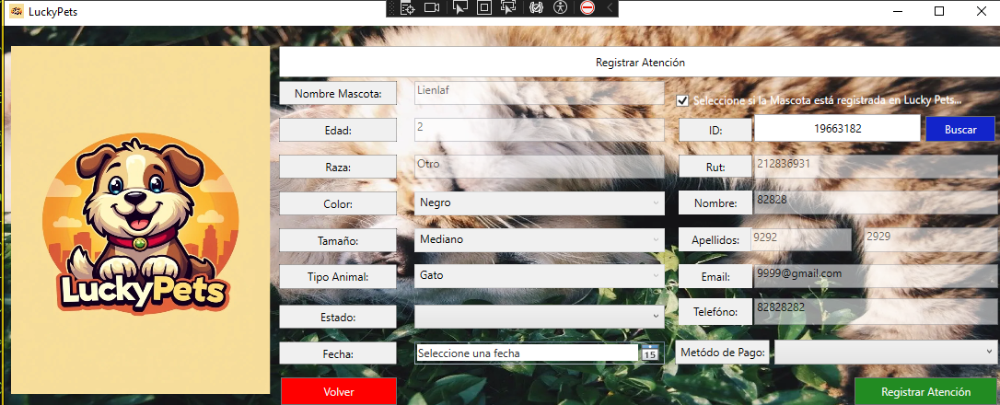 LuckyPets
Registrar Atención
Nombre Mascota:
Lienlaf
Seleccione si la Mascota está registrada en Lucky Pets...
Edad:
2
ID:
19663182
Buscar
Raza:
Otro
Rut:
212836931
Color:
Negro
Nombre:
82828
Tamaño:
Mediano
Apellidos:
9292
2929
Tipo Animal:
Gato
Email:
9999@gmail.com
Estado:
Telefóno:
82828282
Fecha:
Seleccione una fecha
15
Metódo de Pago:
Volver
Registrar Atención
LuckyPets